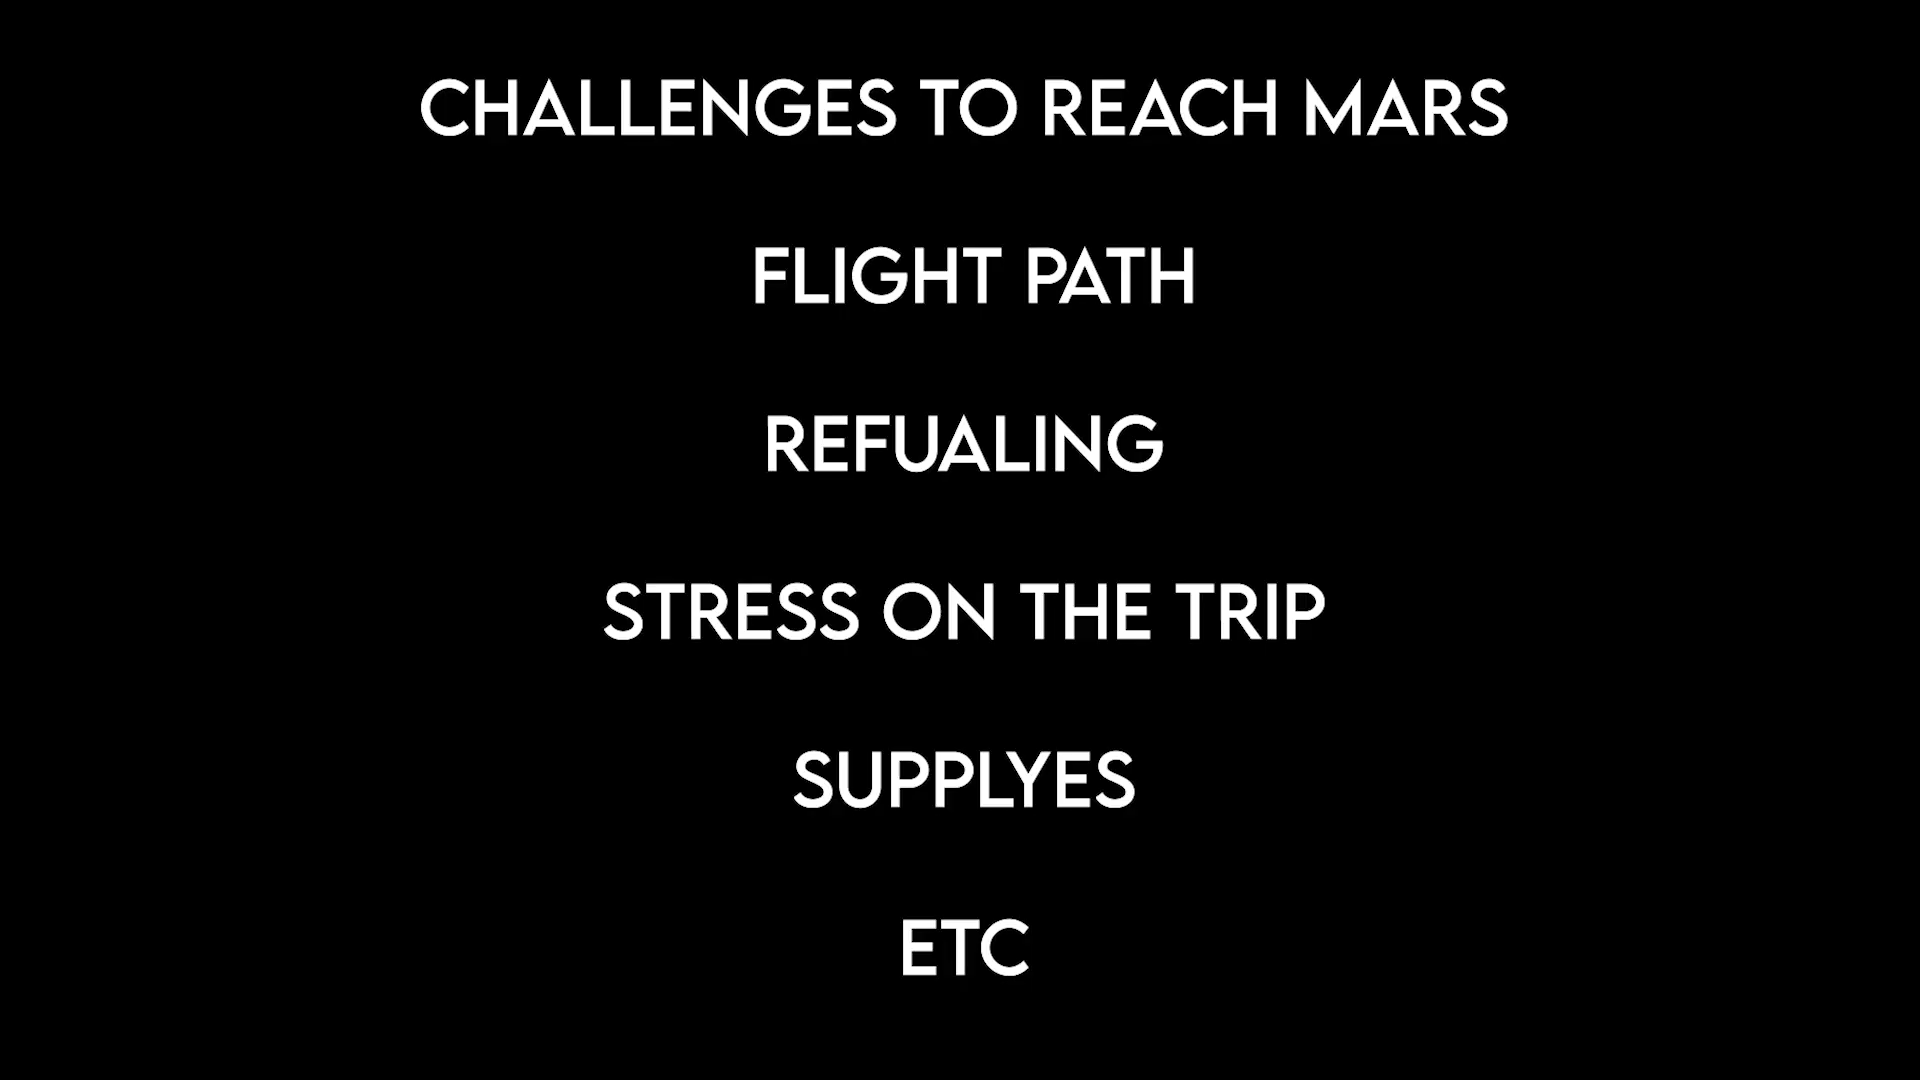 CHALLENGES TO REACH MARS
FLIGHT PATH
REFUALING
STRESS ON THE TRIP
SUPPLYES
ETC